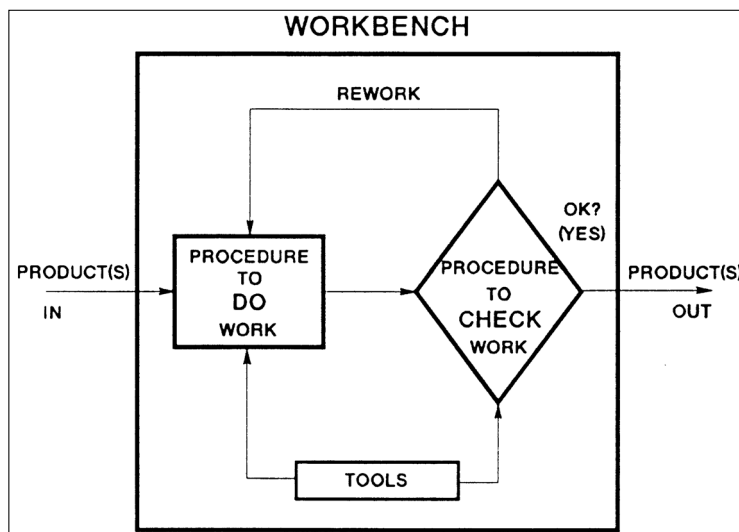 WORKBENCH
REWORK
OK?
(YES)
PRODUCT(S)
IN
PROCEDURE
TO
DO
WORK
PROCEDURE
TO
CHECK
WORK
PRODUCT(S)
OUT
TOOLS